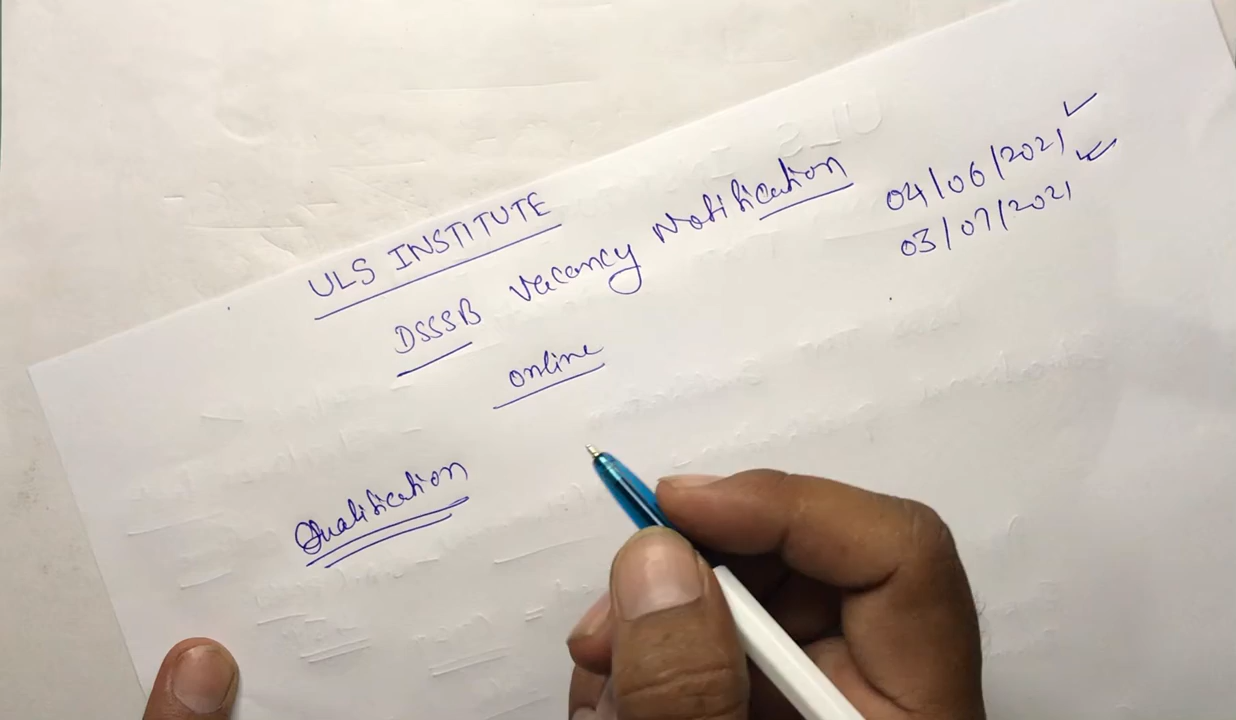 ULS INSTITUTE
DSSSB Vacancy Notification
04/06/2021
03/07/2021
online
Qualification